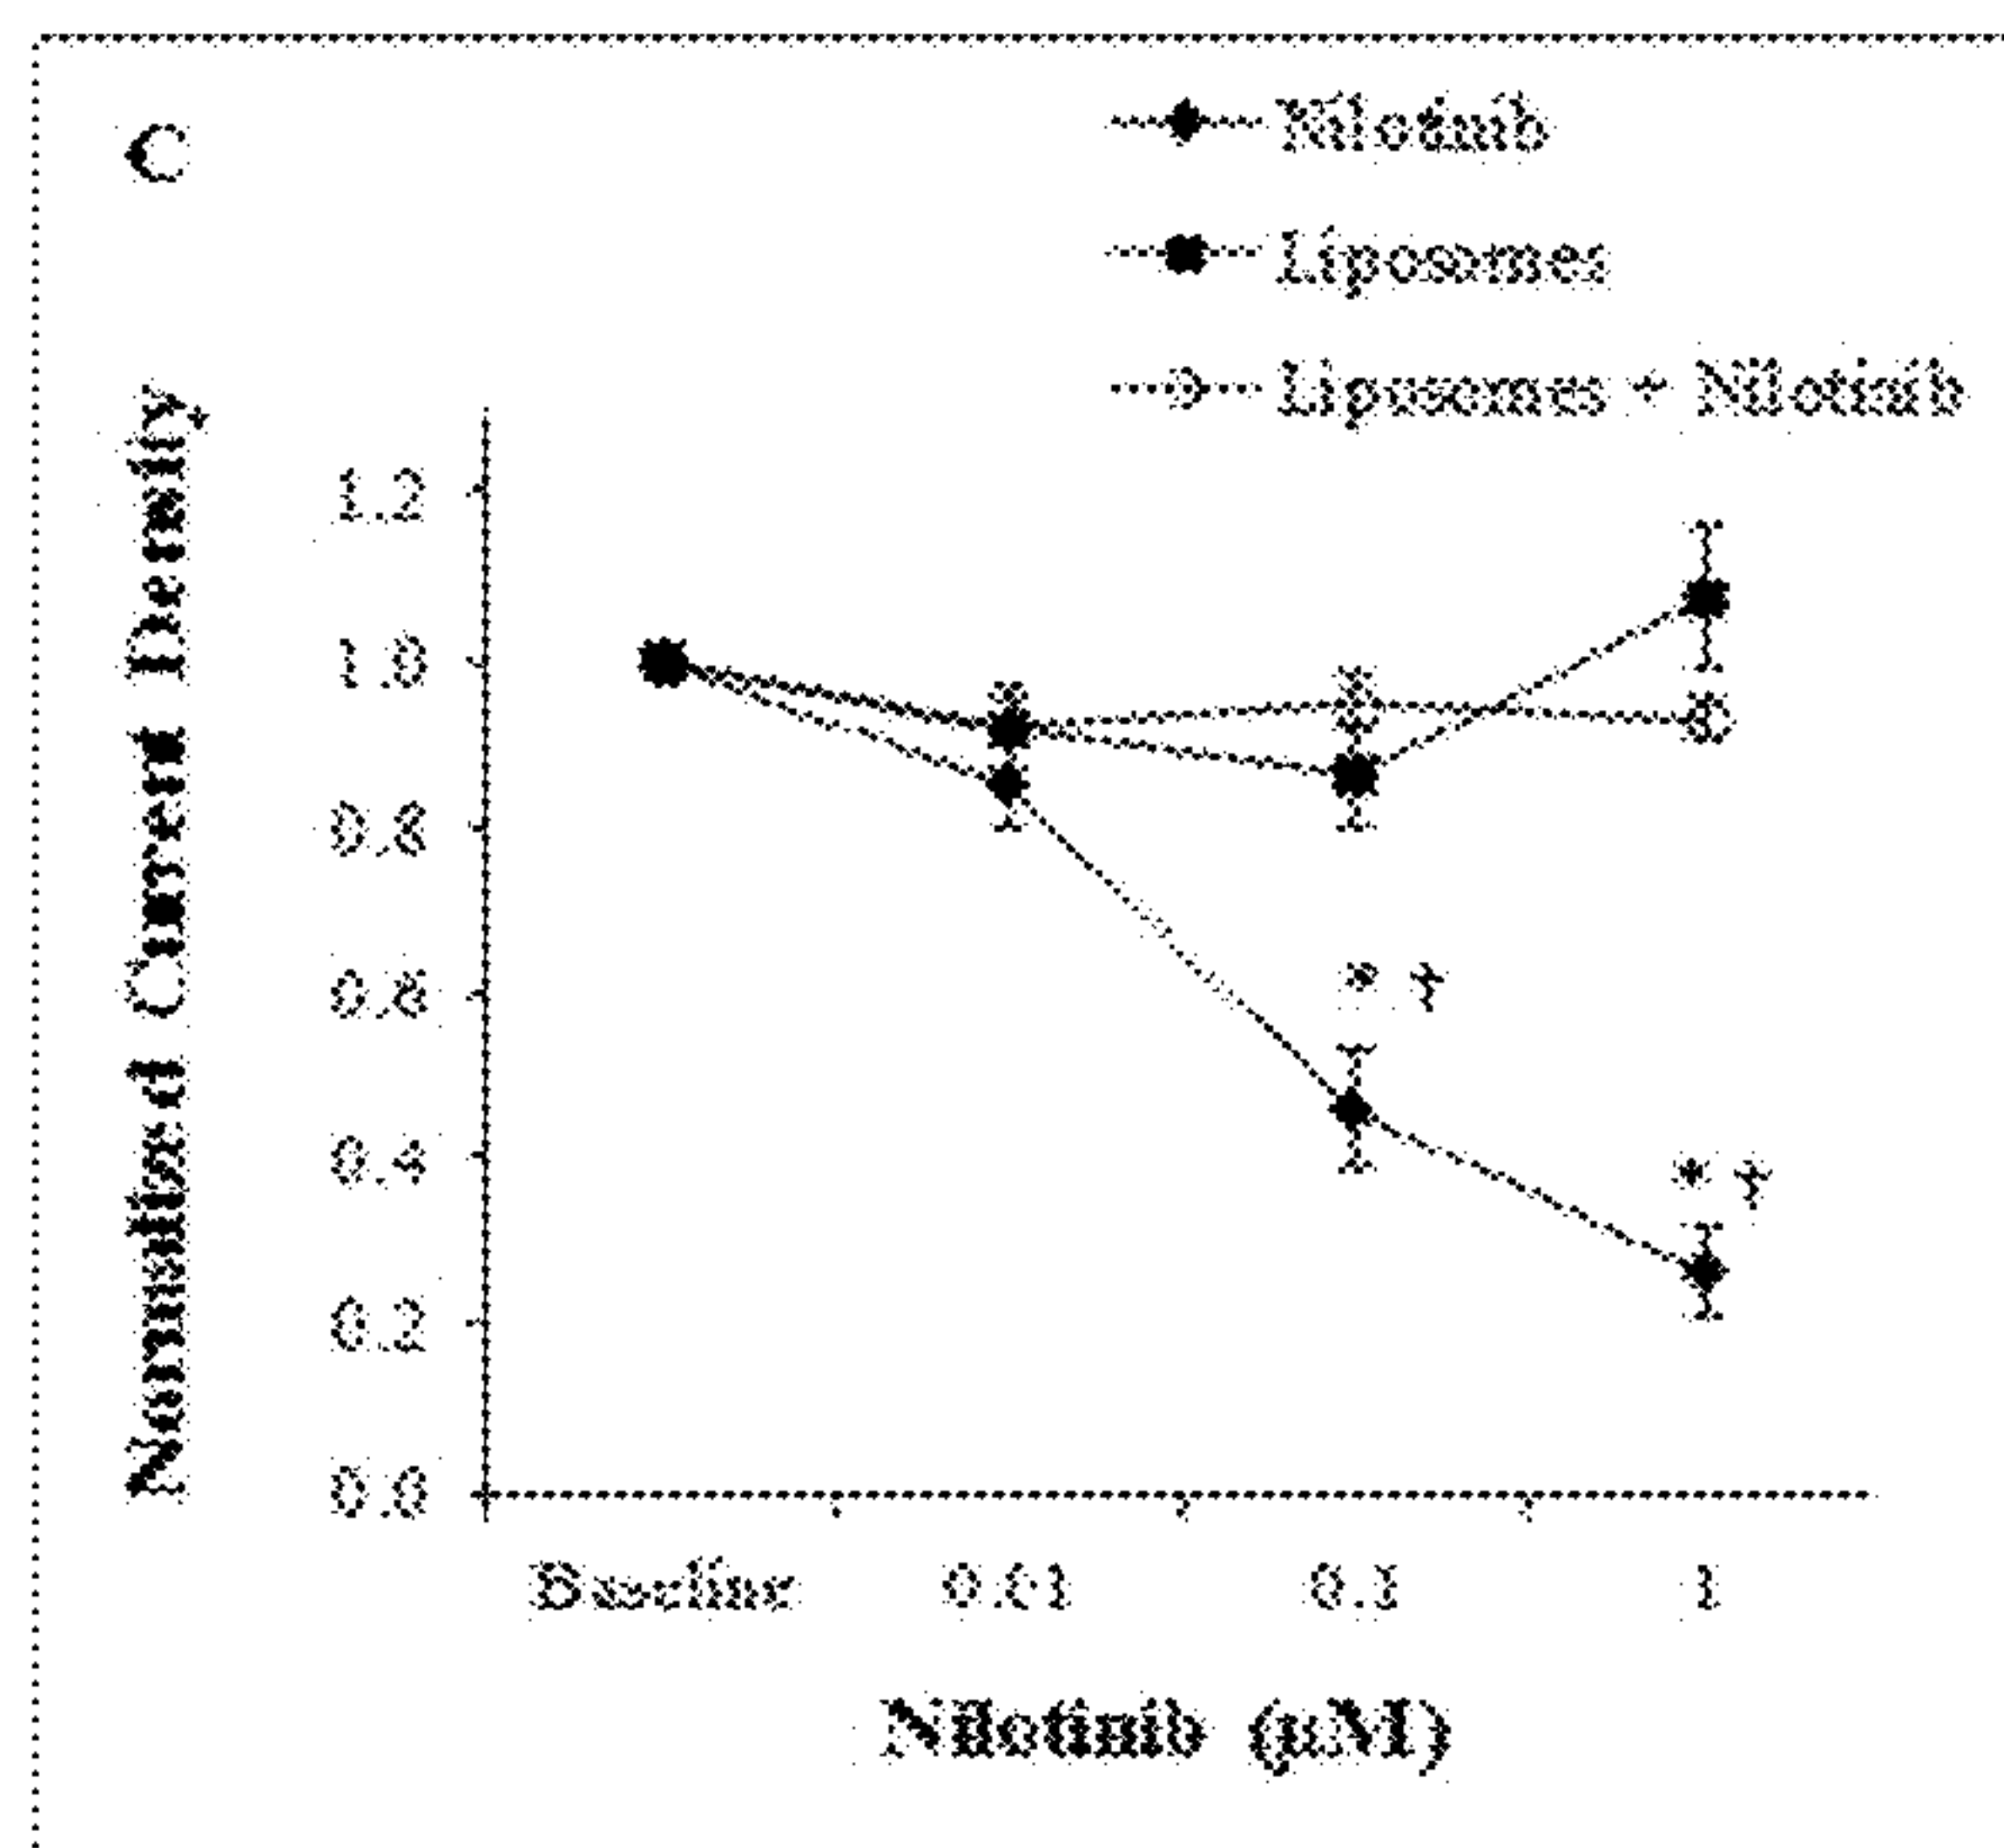 C
Nilotinib
Liposomes
Liposomes + Nilotinib
Normalized Current Density
1.2
1.0
0.8
0.6
0.4
0.2
0.0
* †
* †
Baseline 0.01 0.1 1
Nilotinib (µM)